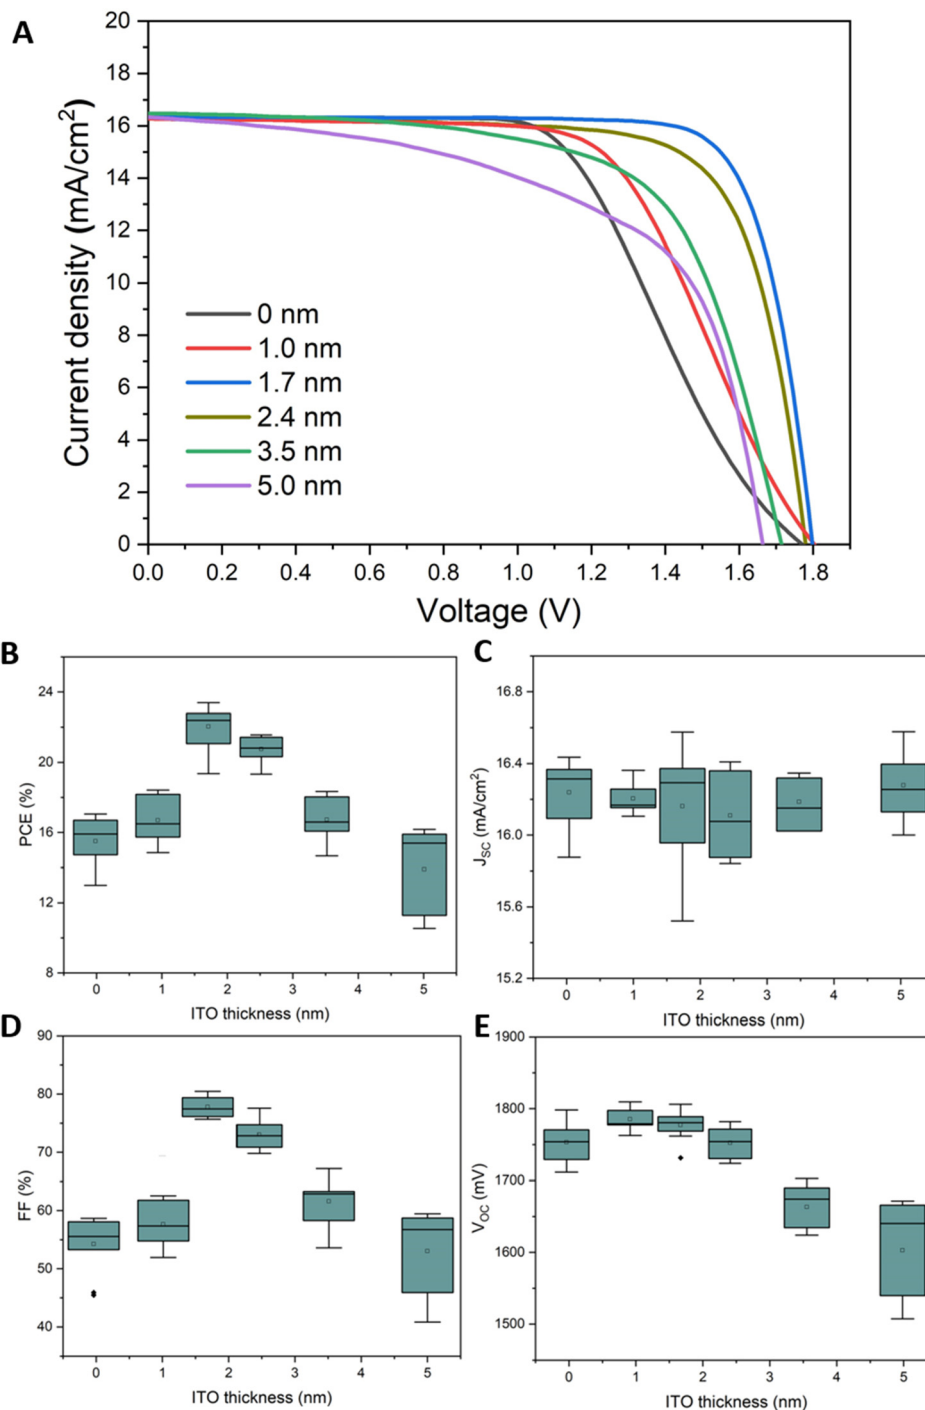 A
20
18
16
14
12
10
8
6
4
2
0
Current density (mA/cm²)
0 nm
1.0 nm
1.7 nm
2.4 nm
3.5 nm
5.0 nm
0.0 0.2 0.4 0.6 0.8 1.0 1.2 1.4 1.6 1.8
Voltage (V)
B
24
20
16
12
8
PCE (%)
0 1 2 3 4 5
ITO thickness (nm)
C
16.8
16.4
16.0
15.6
15.2
JSC (mA/cm²)
0 1 2 3 4 5
ITO thickness (nm)
D
90
80
70
60
50
40
FF (%)
0 1 2 3 4 5
ITO thickness (nm)
E
1900
1800
1700
1600
1500
VOC (mV)
0 1 2 3 4 5
ITO thickness (nm)